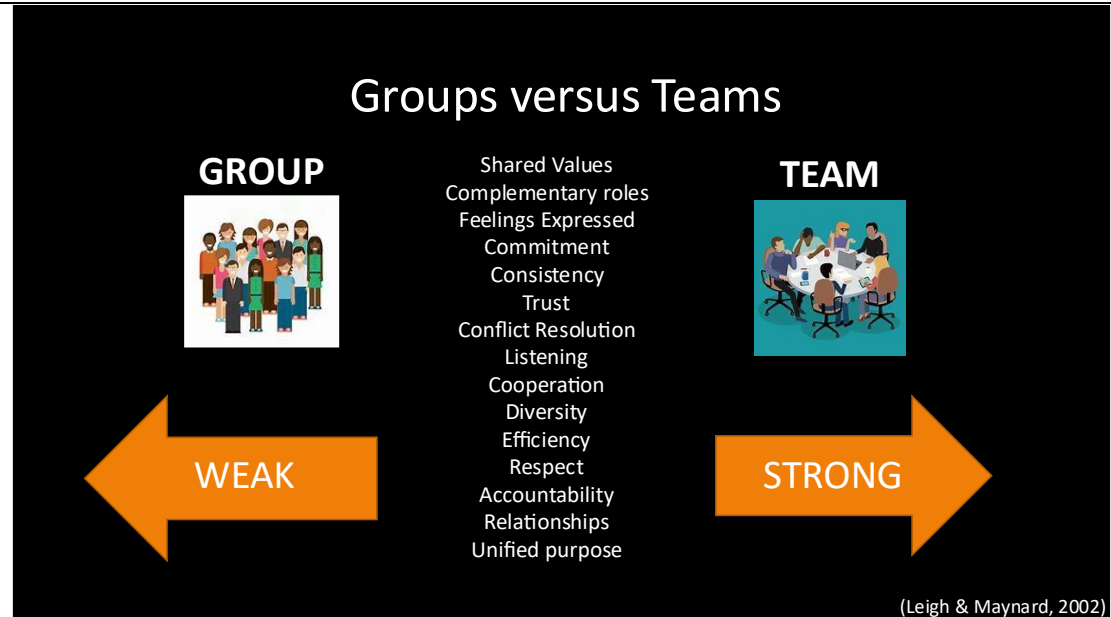 Groups versus Teams
GROUP
Shared Values
Complementary roles
Feelings Expressed
Commitment
Consistency
Trust
Conflict Resolution
Listening
Cooperation
Diversity
Efficiency
Respect
Accountability
Relationships
Unified purpose
TEAM
WEAK
STRONG
(Leigh & Maynard, 2002)